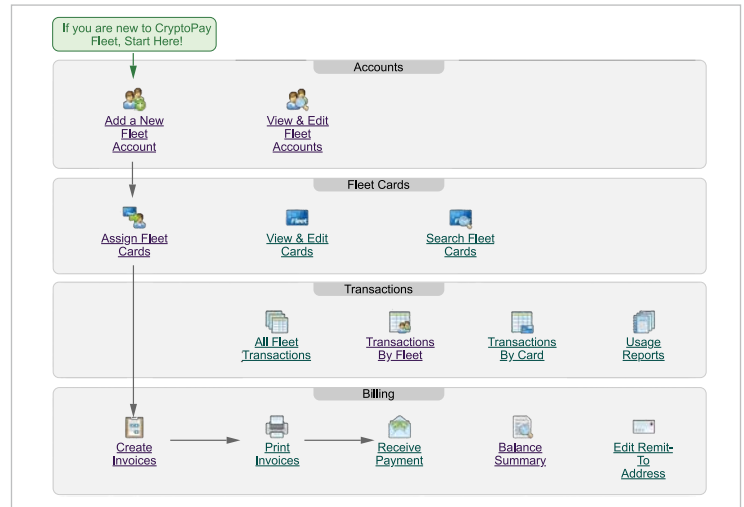 If you are new to CryptoPay
Fleet, Start Here!
Accounts
Add a New
Fleet
Account
View & Edit
Fleet
Accounts
Fleet Cards
Assign Fleet
Cards
View & Edit
Cards
Search Fleet
Cards
Transactions
All Fleet
Transactions
Transactions
By Fleet
Transactions
By Card
Usage
Reports
Billing
Create
Invoices
Print
Invoices
Receive
Payment
Balance
Summary
Edit Remit-
To
Address